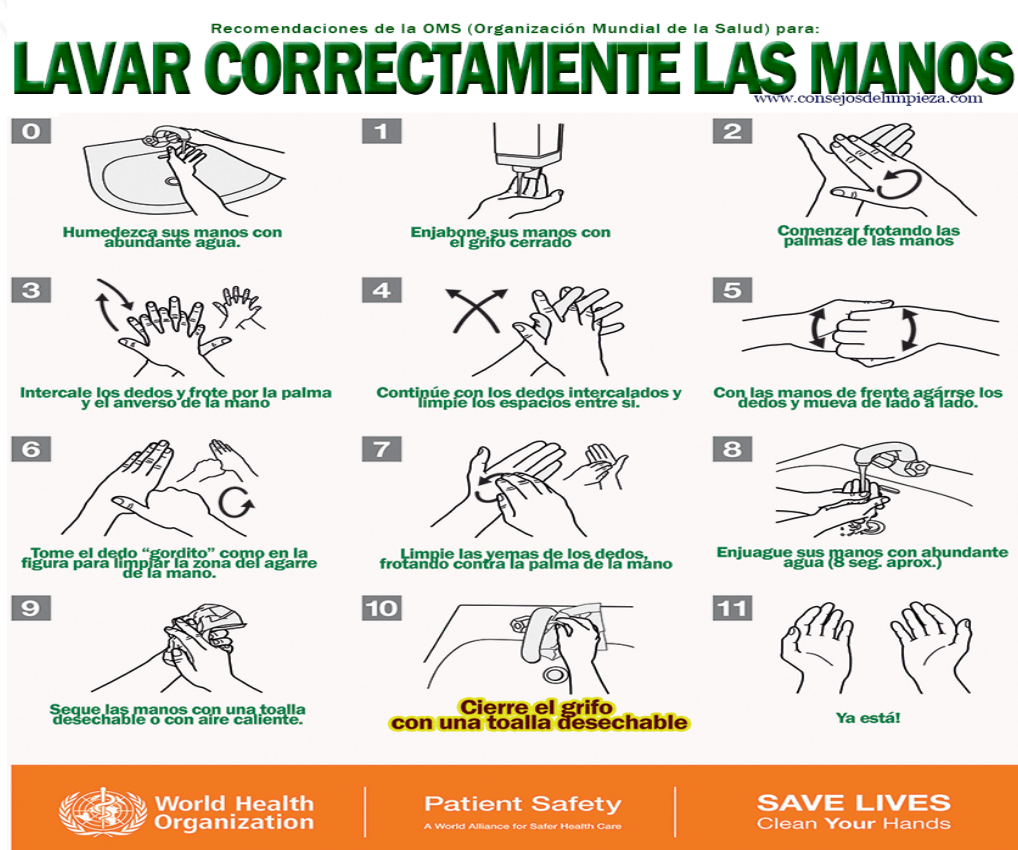 Recomendaciones de la OMS (Organización Mundial de la Salud) para:
LAVAR CORRECTAMENTE LAS MANOS
www.consejosdelimpieza.com
0
Humedezca sus manos con
abundante agua.
1
Enjabone sus manos con
el grifo cerrado
2
Comenzar frotando las
palmas de las manos
3
Intercale los dedos y frote por la palma
y el anverso de la mano
4
Continúe con los dedos intercalados y
limpie los espacios entre si.
5
Con las manos de frente agárrse los
dedos y mueva de lado a lado.
6
Tome el dedo “gordito” como en la
figura para limpiar la zona del agarre
de la mano.
7
Limpie las yemas de los dedos,
frotando contra la palma de la mano
8
Enjuague sus manos con abundante
agua (8 seg. aprox.)
9
Seque las manos con una toalla
desechable o con aire caliente.
10
Cierre el grifo
con una toalla desechable
11
Ya está!
World Health
Organization
Patient Safety
A World Alliance for Safer Health Care
SAVE LIVES
Clean Your Hands